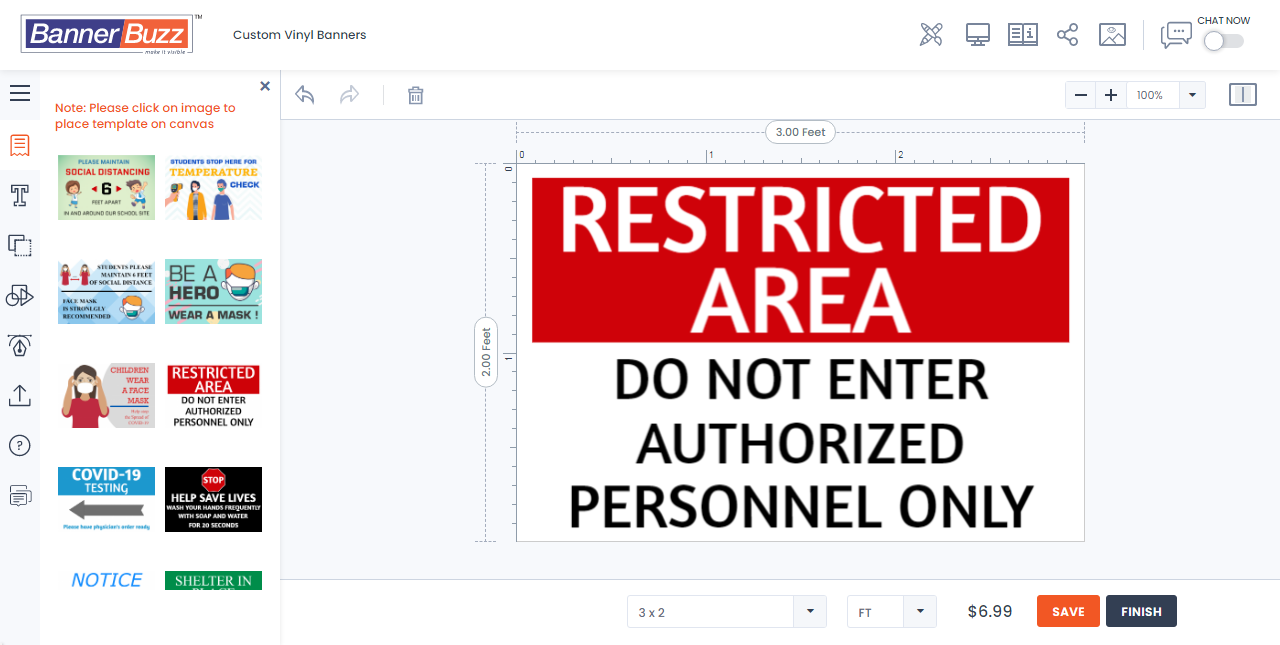 BannerBuzz™
make it visible
Custom Vinyl Banners
CHAT NOW
Note: Please click on image to
place template on canvas
100%
3.00 Feet
0
1
2
0
1
2.00 Feet
PLEASE MAINTAIN
SOCIAL DISTANCING
6
FEET APART
IN AND AROUND OUR SCHOOL SITE
STUDENTS STOP HERE FOR
TEMPERATURE
CHECK
STUDENTS PLEASE
MAINTAIN 6 FEET
OF SOCIAL DISTANCE
FACE MASK
IS STRONLGLY
RECOMMENDED
BE A
HERO
WEAR A MASK !
CHILDREN
WEAR
A FACE
MASK
RESTRICTED
AREA
DO NOT ENTER
AUTHORIZED
PERSONNEL ONLY
COVID-19
TESTING
Please have physician's order ready
STOP
HELP SAVE LIVES
WASH YOUR HANDS FREQUENTLY
WITH SOAP AND WATER
FOR 20 SECONDS
NOTICE
SHELTER IN
RESTRICTED
AREA
DO NOT ENTER
AUTHORIZED
PERSONNEL ONLY
3 x 2
FT
$6.99
SAVE
FINISH